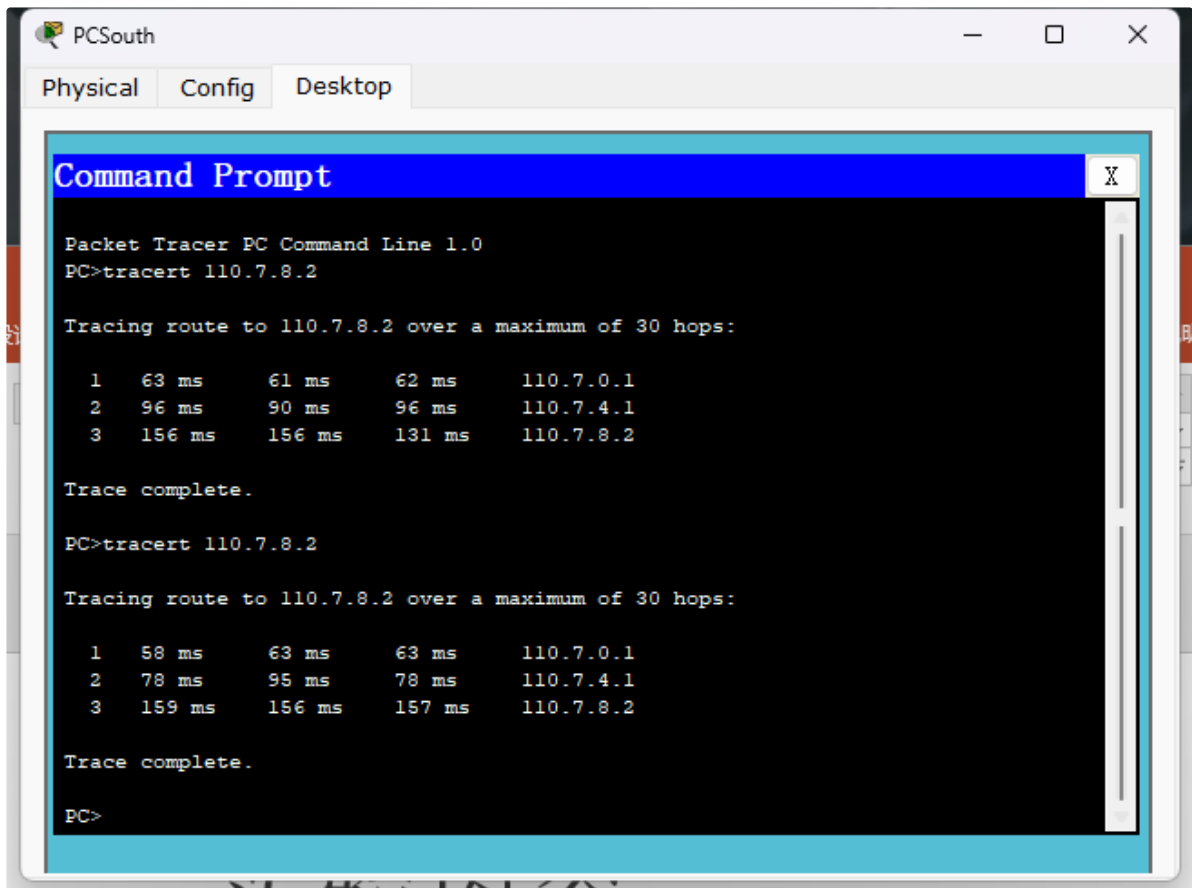 PCSouth
Physical Config Desktop
Command Prompt X
Packet Tracer PC Command Line 1.0
PC>tracert 110.7.8.2
Tracing route to 110.7.8.2 over a maximum of 30 hops:
1 63 ms 61 ms 62 ms 110.7.0.1
2 96 ms 90 ms 96 ms 110.7.4.1
3 156 ms 156 ms 131 ms 110.7.8.2
Trace complete.
PC>tracert 110.7.8.2
Tracing route to 110.7.8.2 over a maximum of 30 hops:
1 58 ms 63 ms 63 ms 110.7.0.1
2 78 ms 95 ms 78 ms 110.7.4.1
3 159 ms 156 ms 157 ms 110.7.8.2
Trace complete.
PC>